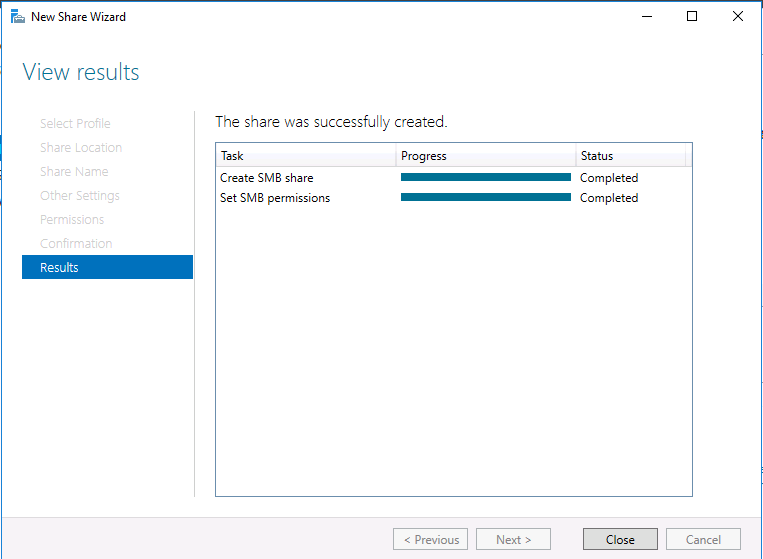 New Share Wizard
View results
Select Profile
Share Location
Share Name
Other Settings
Permissions
Confirmation
Results
The share was successfully created.
Task Progress Status
Create SMB share Completed
Set SMB permissions Completed
< Previous Next > Close Cancel